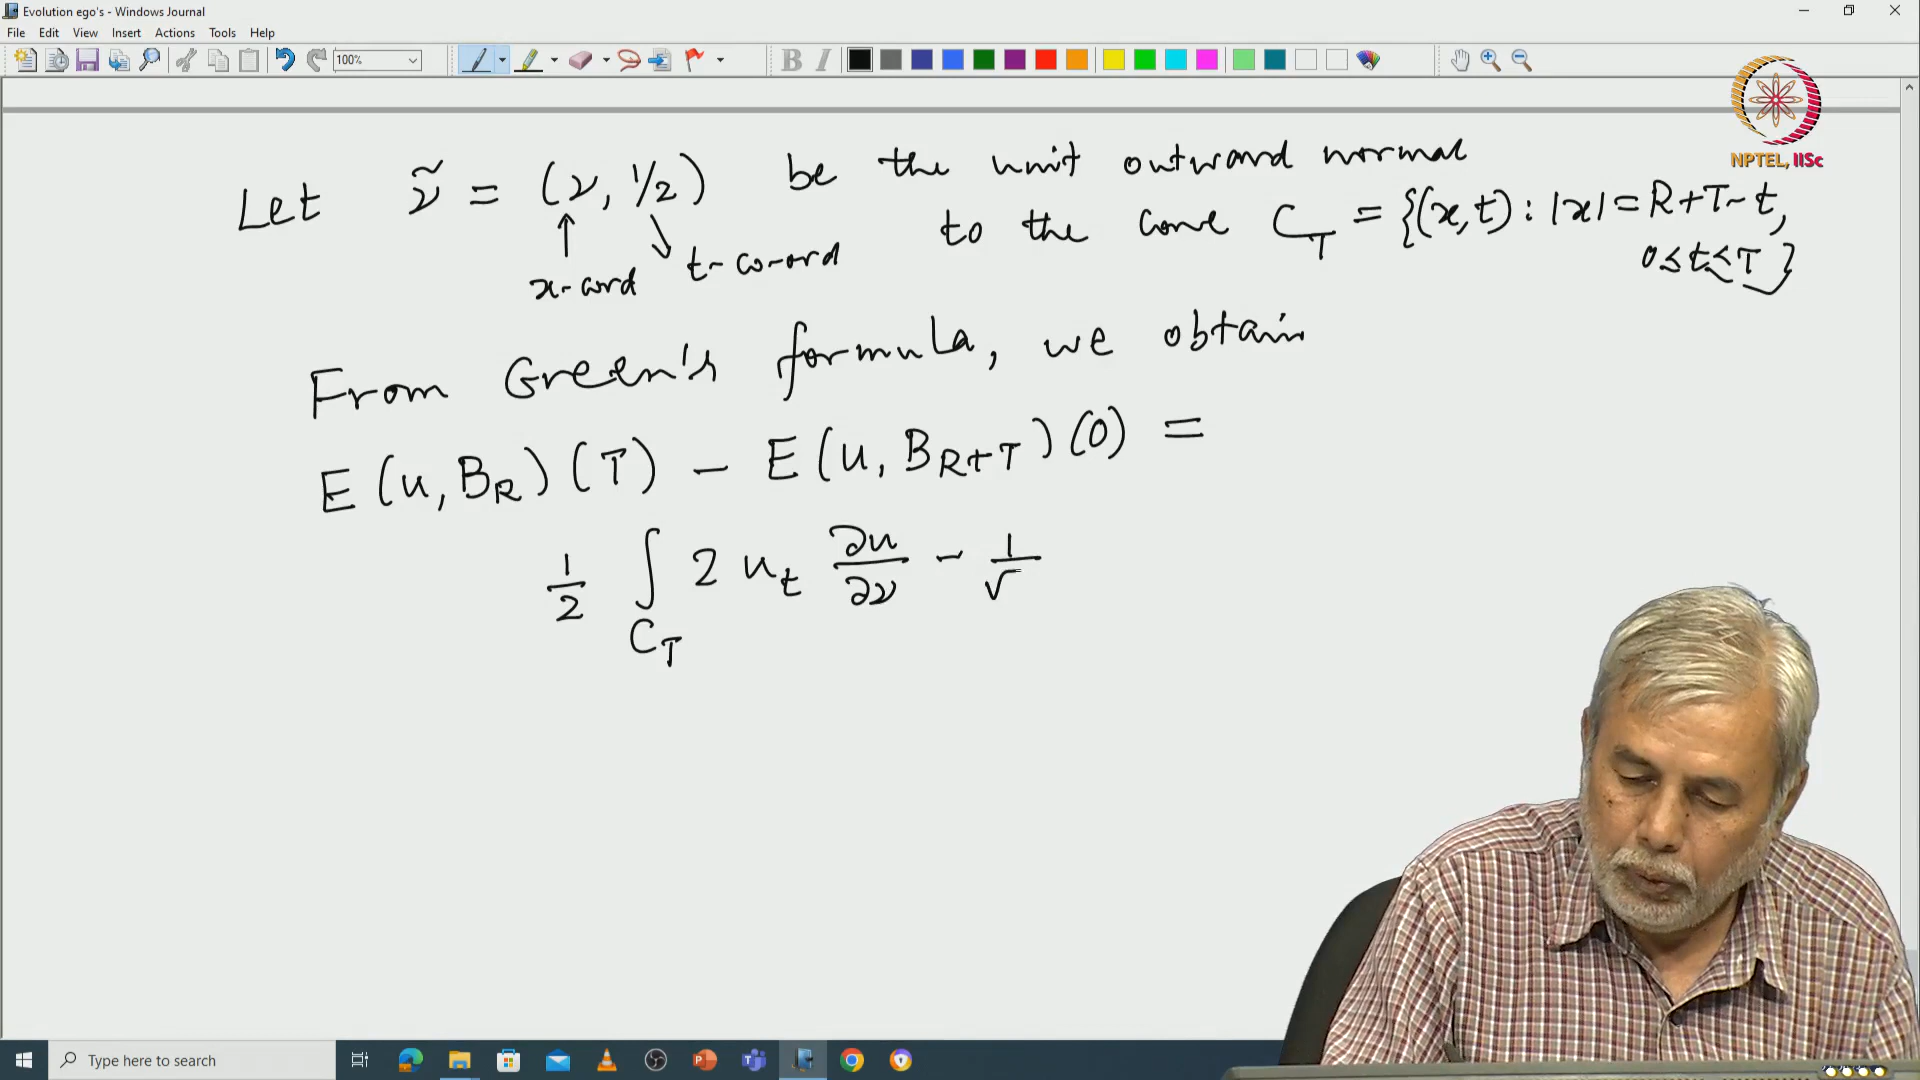 Evolution ego's - Windows Journal
File Edit View Insert Actions Tools Help
100%
NPTEL, IISc
Let ν̃ = (ν, 1/2) be the unit outward normal
x-cord t-co-ord
to the cone C_T = {(x,t) : |x| = R+T-t,
0 ≤ t ≤ T}
From Green's formula, we obtain
E(u, B_R)(T) - E(u, B_{R+T})(0) =
1/2 ∫_{C_T} 2 u_t ∂u/∂ν - 1/√
Type here to search